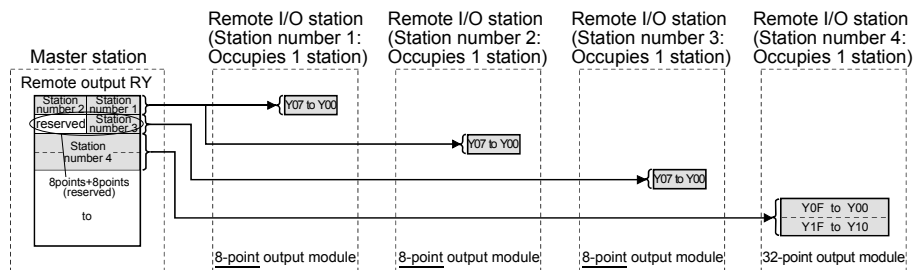 Remote I/O station
(Station number 1:
Occupies 1 station)
Remote I/O station
(Station number 2:
Occupies 1 station)
Remote I/O station
(Station number 3:
Occupies 1 station)
Remote I/O station
(Station number 4:
Occupies 1 station)
Master station
Remote output RY
Station
number 2
Station
number 1
reserved
Station
number 3
Station
number 4
8points+8points
(reserved)
to
Y07 to Y00
Y07 to Y00
Y07 to Y00
Y0F to Y00
Y1F to Y10
8-point output module
8-point output module
8-point output module
32-point output module